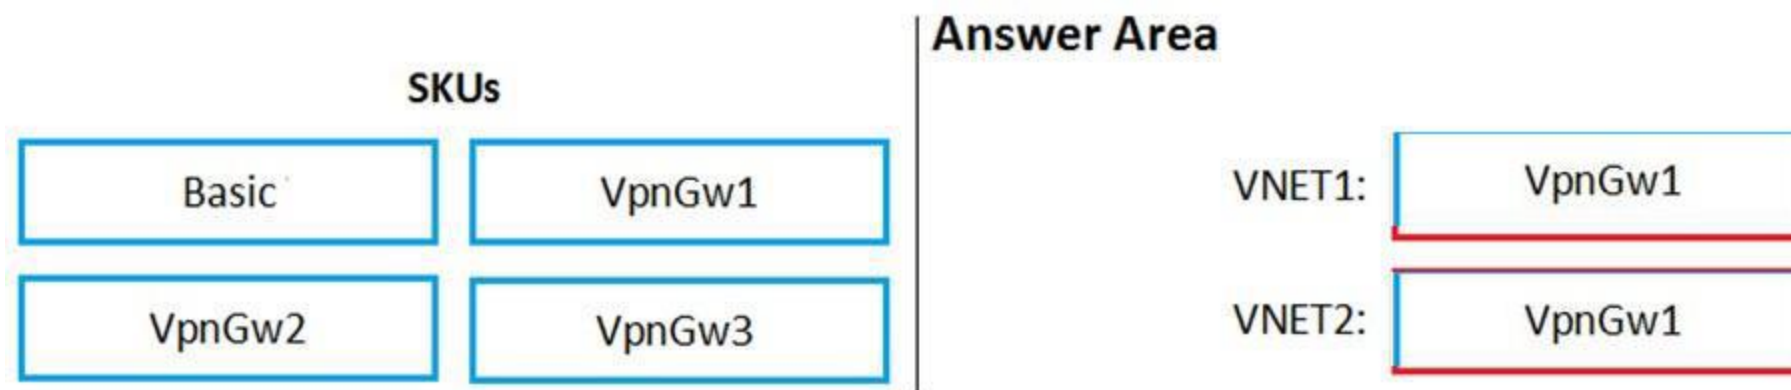 Answer Area
SKUs
Basic
VpnGw1
VpnGw2
VpnGw3
VNET1:
VpnGw1
VNET2:
VpnGw1